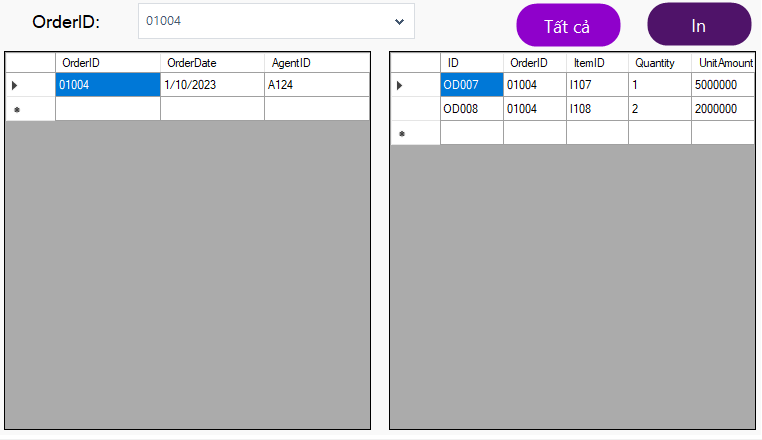 OrderID: 01004 Tất cả In
OrderID OrderDate AgentID
01004 1/10/2023 A124
ID OrderID ItemID Quantity UnitAmount
OD007 01004 I107 1 5000000
OD008 01004 I108 2 2000000